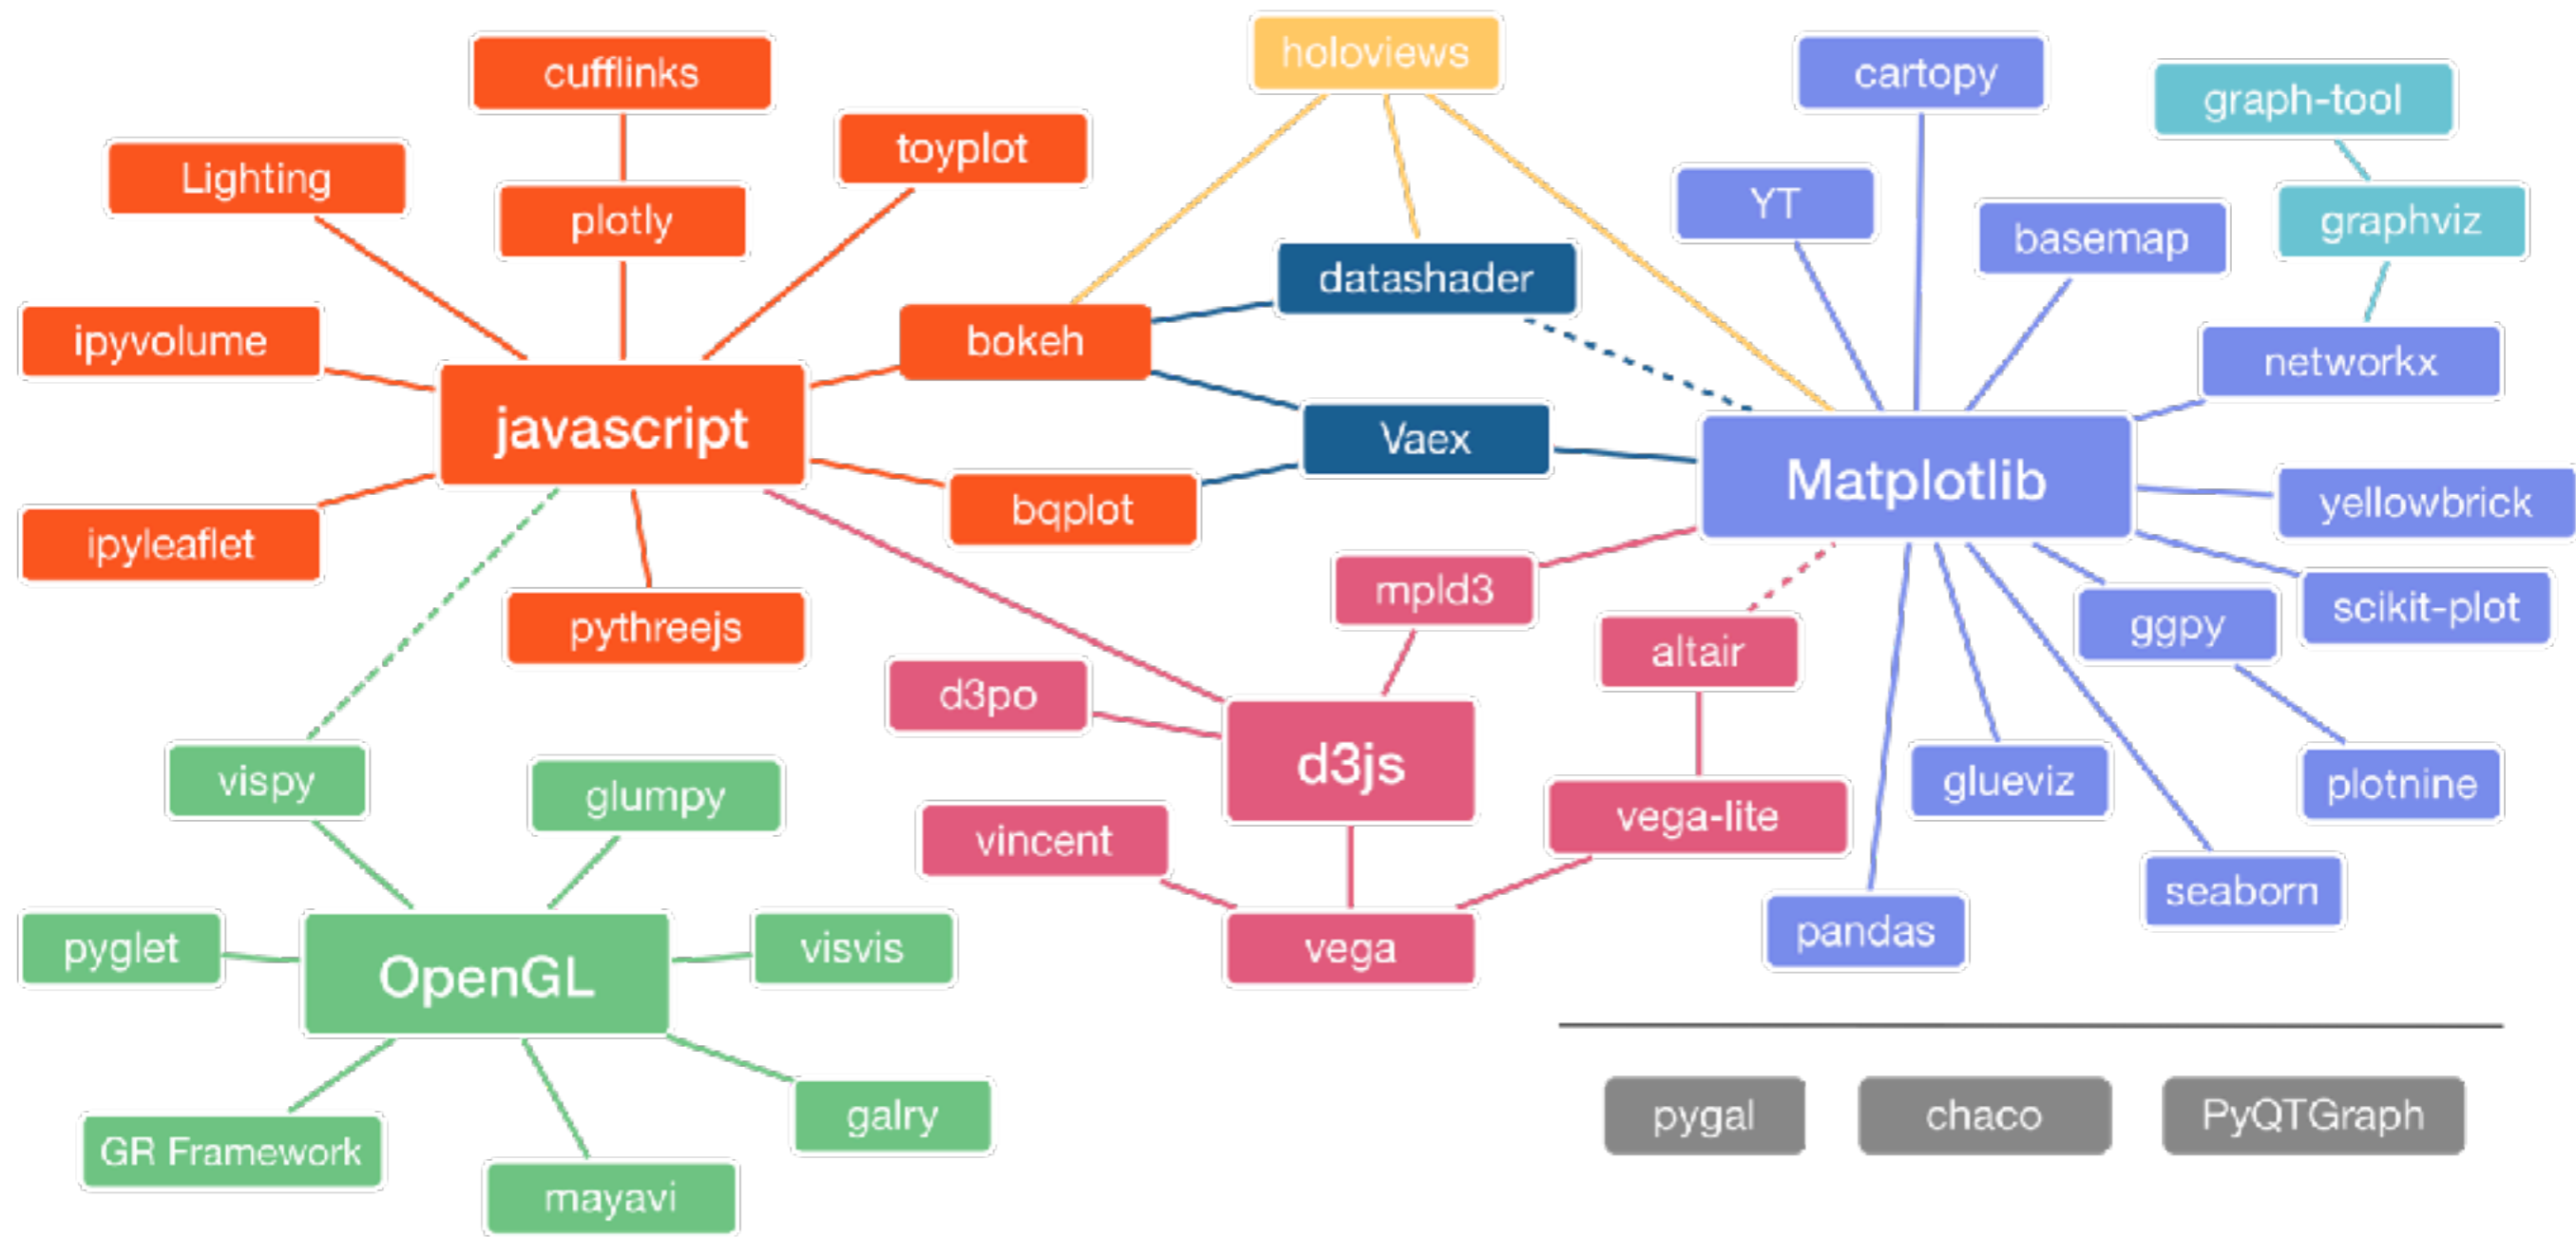 holoviews
cufflinks
cartopy
graph-tool
toyplot
Lighting
YT
plotly
graphviz
basemap
datashader
ipyvolume
bokeh
networkx
javascript
Vaex
Matplotlib
yellowbrick
bqplot
ipyleaflet
mpld3
scikit-plot
pythreejs
ggpy
altair
d3po
d3js
vispy
glueviz
plotnine
glumpy
vega-lite
vincent
seaborn
pandas
pyglet
visvis
vega
OpenGL
galry
pygal
chaco
PyQTGraph
GR Framework
mayavi